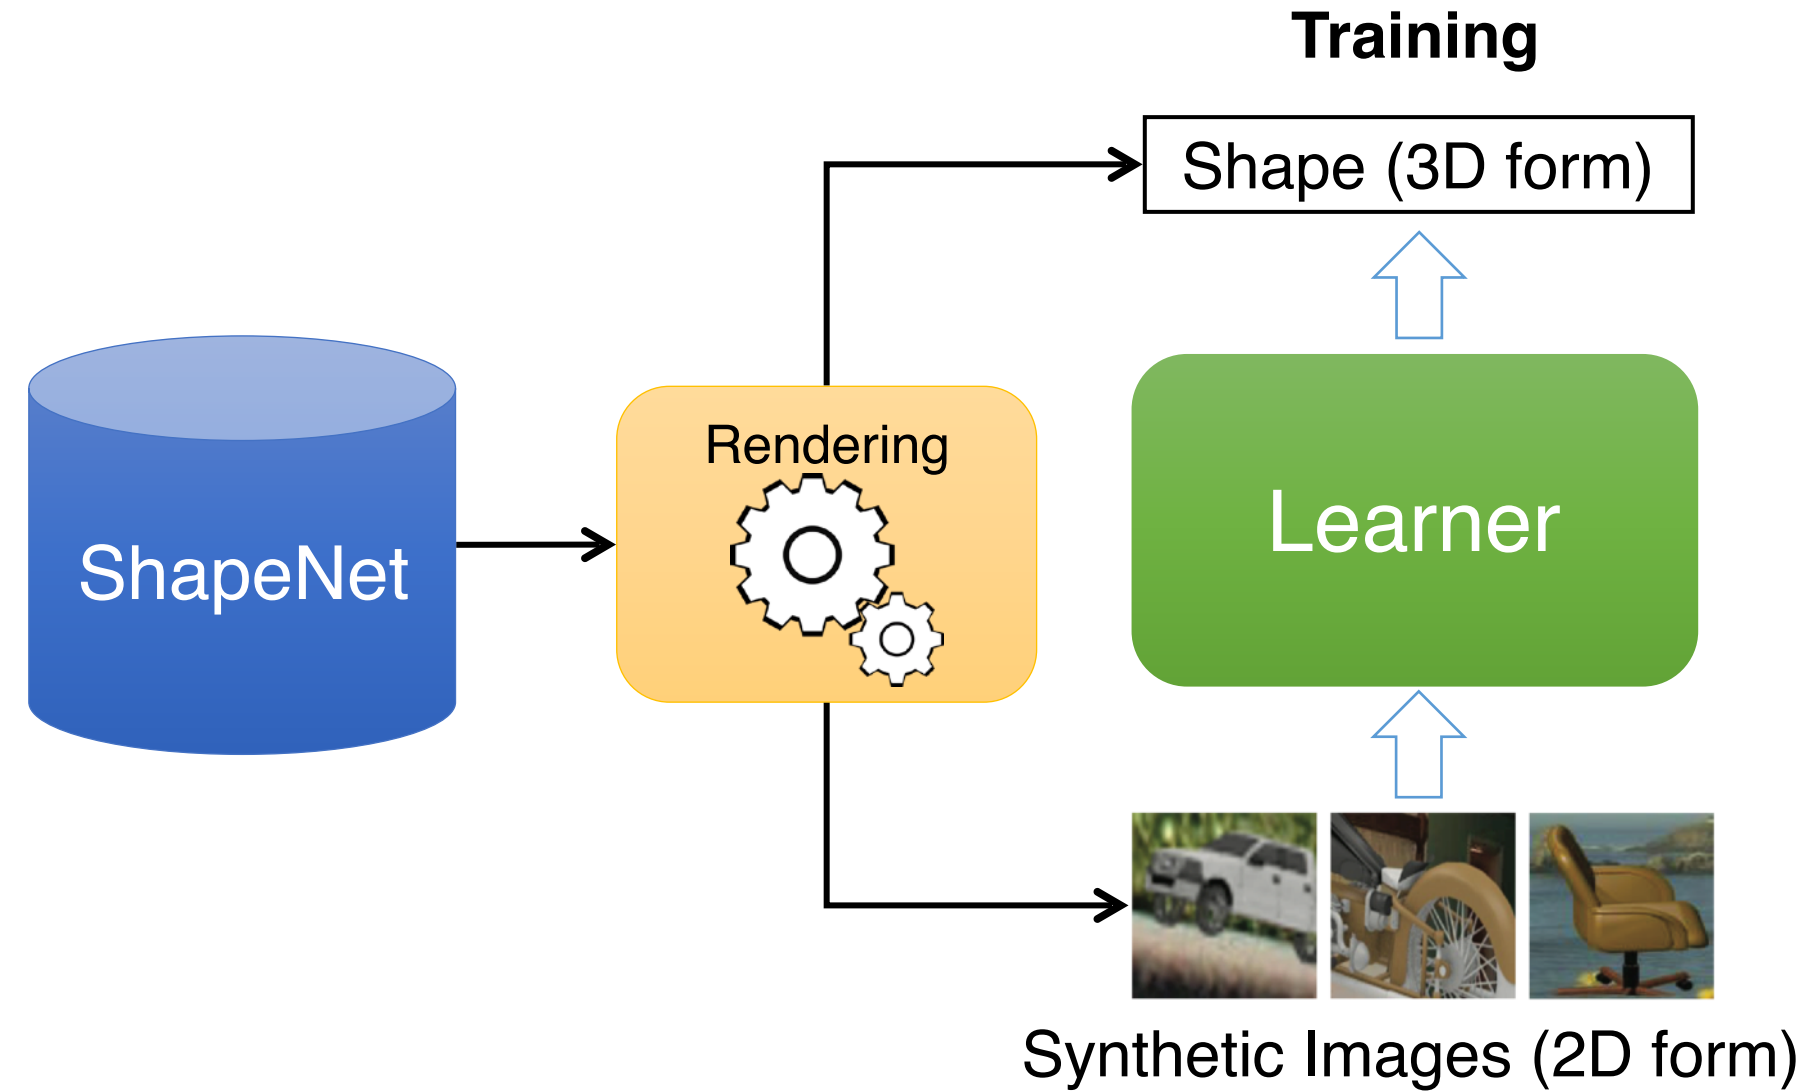 Training
Shape (3D form)
Rendering
Learner
ShapeNet
Synthetic Images (2D form)